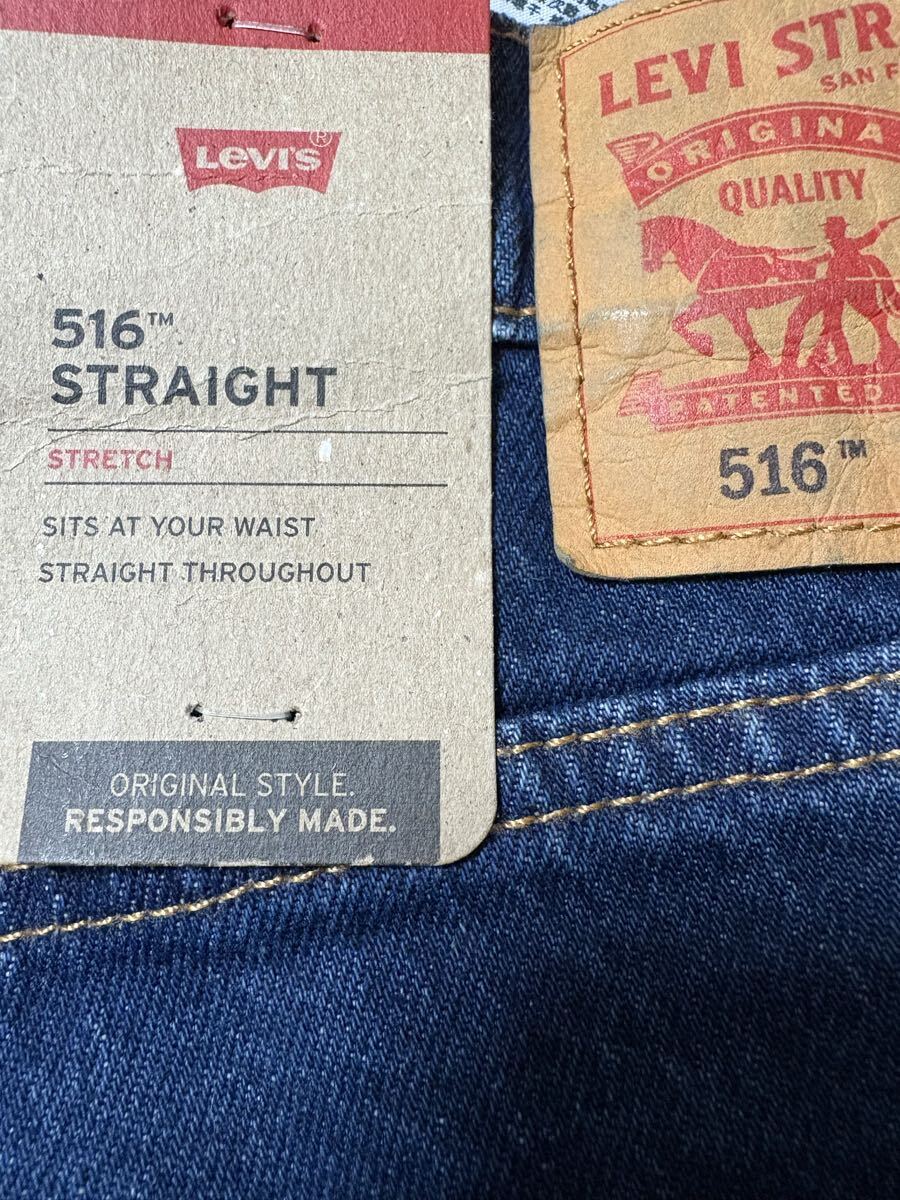 LEVI'S®
516™
STRAIGHT
STRETCH
SITS AT YOUR WAIST
STRAIGHT THROUGHOUT
ORIGINAL STYLE.
RESPONSIBLY MADE.
LEVI STR
SAN F
ORIGINA
QUALITY
PATENTED
516™